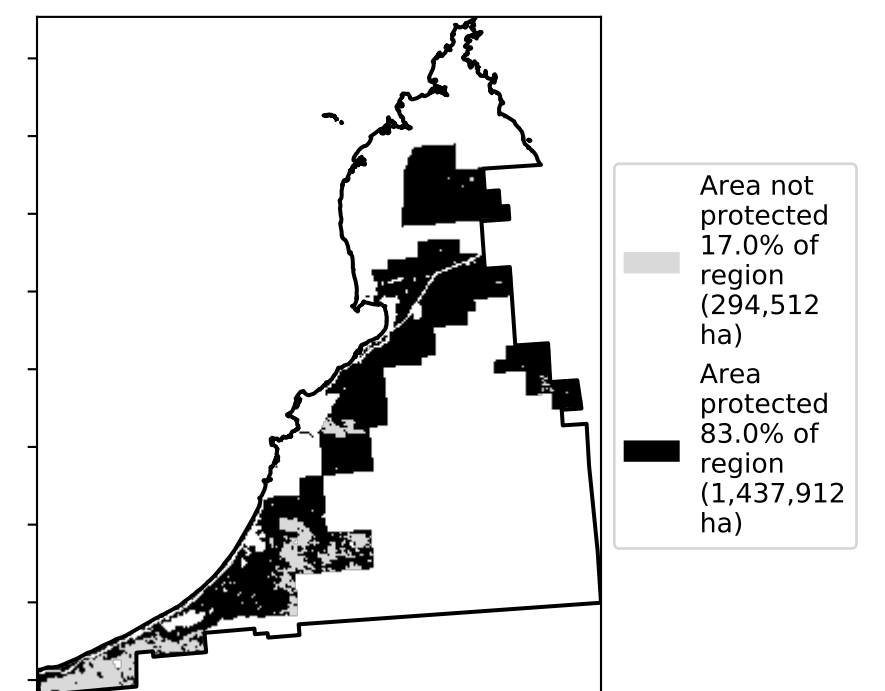 Area not
protected
17.0% of
region
(294,512
ha)
Area
protected
83.0% of
region
(1,437,912
ha)